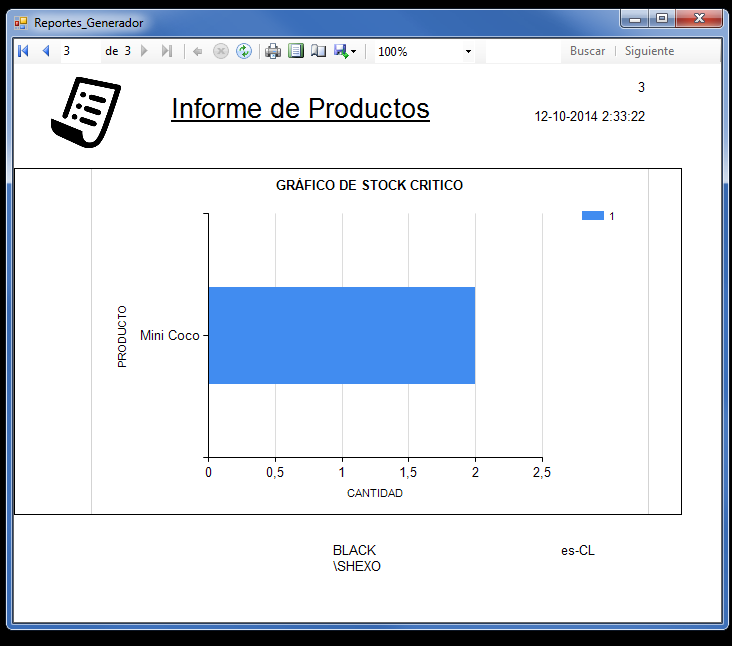 Reportes_Generador
3 de 3 100% Buscar | Siguiente
3
Informe de Productos
12-10-2014 2:33:22
GRÁFICO DE STOCK CRITICO
1
PRODUCTO
Mini Coco
0 0,5 1 1,5 2 2,5
CANTIDAD
BLACK es-CL
\SHEXO